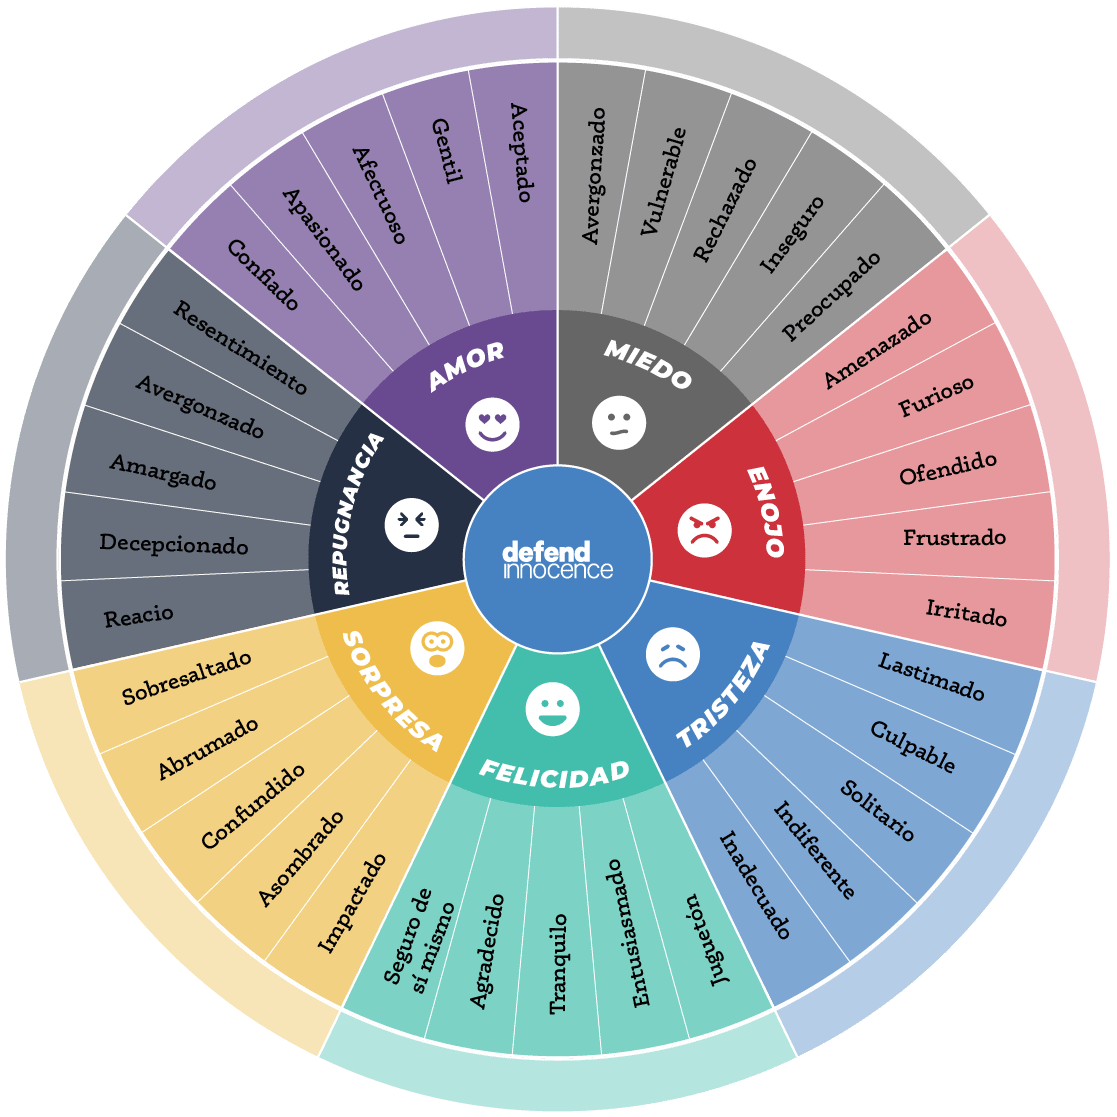 defend
innocence
MIEDO
Avergonzado
Vulnerable
Rechazado
Inseguro
Preocupado
ENOJO
Amenazado
Furioso
Ofendido
Frustrado
Irritado
TRISTEZA
Lastimado
Culpable
Solitario
Indiferente
Inadecuado
FELICIDAD
Juguetón
Entusiasmado
Tranquilo
Agradecido
Seguro de
sí mismo
SORPRESA
Impactado
Asombrado
Confundido
Abrumado
Sobresaltado
REPUGNANCIA
Reacio
Decepcionado
Amargado
Avergonzado
Resentimiento
AMOR
Confiado
Apasionado
Afectuoso
Gentil
Aceptado